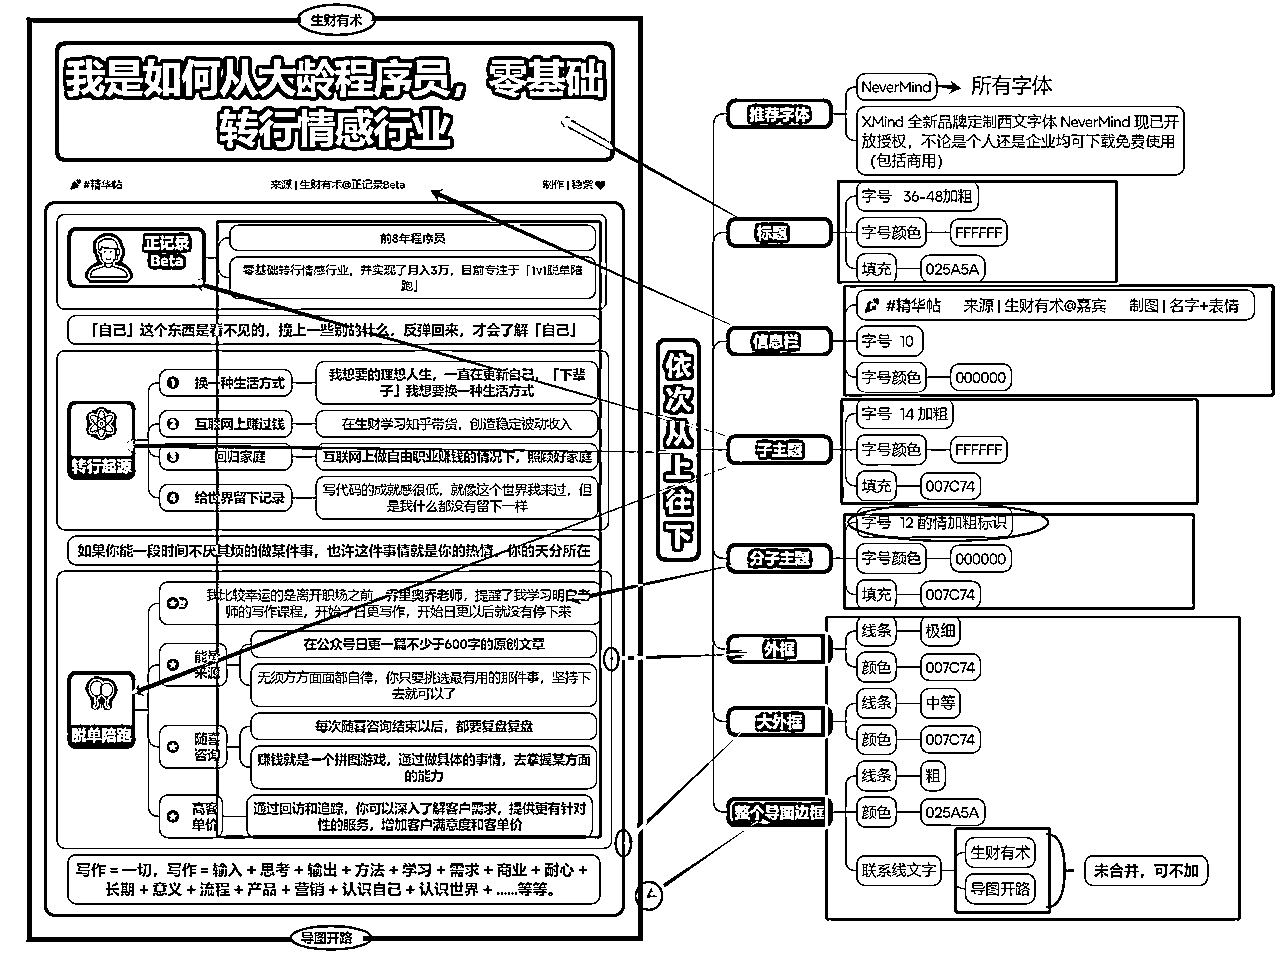 生财有术
我是如何从大龄程序员，零基础
转行情感行业
#精华帖
来源 | 生财有术@正记录Beta
制作 | 稳紫
正记录
Beta
前8年程序员
零基础转行情感行业，并实现了月入3万，目前专注于「1v1脱单陪
跑」
「自己」这个东西是看不见的，撞上一些别的什么，反弹回来，才会了解「自己」
转行起源
1 换一种生活方式
我想要的理想人生，一直在更新自己，「下辈
子」我想要换一种生活方式
2 互联网上赚过钱
在生财学习知乎带货，创造稳定被动收入
3 回归家庭
互联网上做自由职业赚钱的情况下，照顾好家庭
4 给世界留下记录
写代码的成就感很低，就像这个世界我来过，但
是我什么都没有留下一样
如果你能一段时间不厌其烦的做某件事，也许这件事情就是你的热情，你的天分所在
脱单陪跑
我比较幸运的是离开职场之前，乔里奥乔老师，提醒了我学习明白老
师的写作课程，开始了日更写作，开始日更以后就没有停下来
能量
来源
在公众号日更一篇不少于600字的原创文章
无须方方面面都自律，你只要挑选最有用的那件事，坚持下
去就可以了
随喜
咨询
每次随喜咨询结束以后，都要复盘复盘
赚钱就是一个拼图游戏，通过做具体的事情，去掌握某方面
的能力
高客
单价
通过回访和追踪，你可以深入了解客户需求，提供更有针对
性的服务，增加客户满意度和客单价
写作 = 一切，写作 = 输入 + 思考 + 输出 + 方法 + 学习 + 需求 + 商业 + 耐心 +
长期 + 意义 + 流程 + 产品 + 营销 + 认识自己 + 认识世界 + ......等等。
导图开路
依次从上往下
推荐字体
NeverMind
所有字体
XMind 全新品牌定制西文字体 NeverMind 现已开
放授权，不论是个人还是企业均可下载免费使用
（包括商用）
标题
字号 36-48加粗
字号颜色
FFFFFF
填充
025A5A
信息栏
#精华帖 来源 | 生财有术@嘉宾 制图 | 名字+表情
字号 10
字号颜色
000000
子主题
字号 14 加粗
字号颜色
FFFFFF
填充
007C74
分子主题
字号 12 酌情加粗标识
字号颜色
000000
填充
007C74
外框
线条
极细
颜色
007C74
大外框
线条
中等
颜色
007C74
整个导图边框
线条
粗
颜色
025A5A
联系线文字
生财有术
导图开路
未合并，可不加